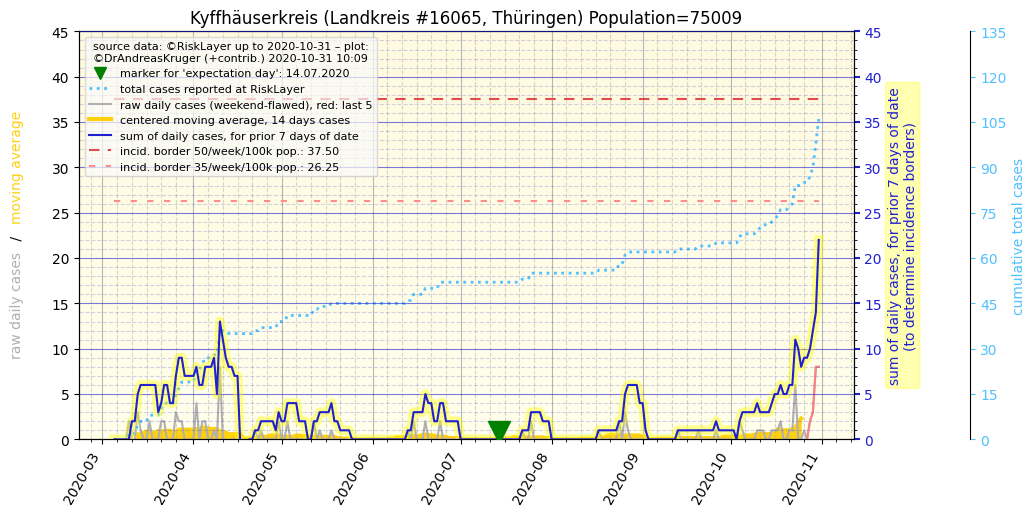 Kyffhäuserkreis (Landkreis #16065, Thüringen) Population=75009
source data: ©RiskLayer up to 2020-10-31 – plot:
©DrAndreasKruger (+contrib.) 2020-10-31 10:09
marker for 'expectation day': 14.07.2020
total cases reported at RiskLayer
raw daily cases (weekend-flawed), red: last 5
centered moving average, 14 days cases
sum of daily cases, for prior 7 days of date
incid. border 50/week/100k pop.: 37.50
incid. border 35/week/100k pop.: 26.25
raw daily cases / moving average
45
40
35
30
25
20
15
10
5
0
2020-03
2020-04
2020-05
2020-06
2020-07
2020-08
2020-09
2020-10
2020-11
45
40
35
30
25
20
15
10
5
0
sum of daily cases, for prior 7 days of date
(to determine incidence borders)
135
120
105
90
75
60
45
30
15
0
cumulative total cases